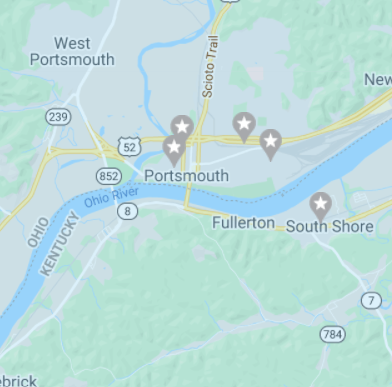 West
Portsmouth
Scioto Trail
New
239
52
852
Portsmouth
Ohio River
8
OHIO
KENTUCKY
Fullerton
South Shore
7
784
ebrick